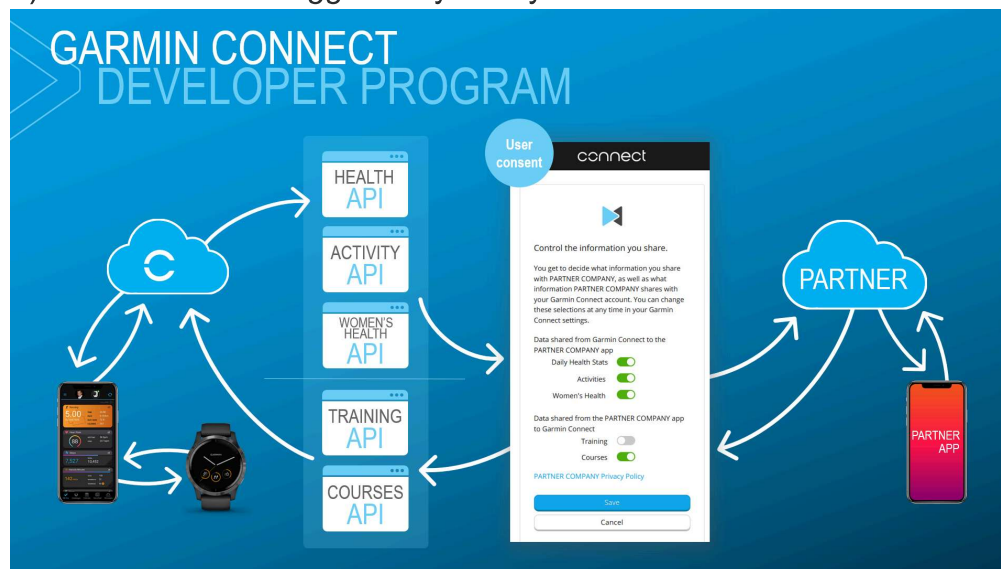 GARMIN CONNECT
DEVELOPER PROGRAM
HEALTH
API
ACTIVITY
API
WOMEN'S
HEALTH
API
TRAINING
API
COURSES
API
User
consent
connect
Control the information you share.
You get to decide what information you share
with PARTNER COMPANY, as well as what
information PARTNER COMPANY shares with
your Garmin Connect account. You can change
these selections at any time in your Garmin
Connect settings.
Data shared from Garmin Connect to the
PARTNER COMPANY app
Daily Health Stats
Activities
Women's Health
Data shared from the PARTNER COMPANY app
to Garmin Connect
Training
Courses
PARTNER COMPANY Privacy Policy
Save
Cancel
PARTNER
PARTNER
APP
5.00